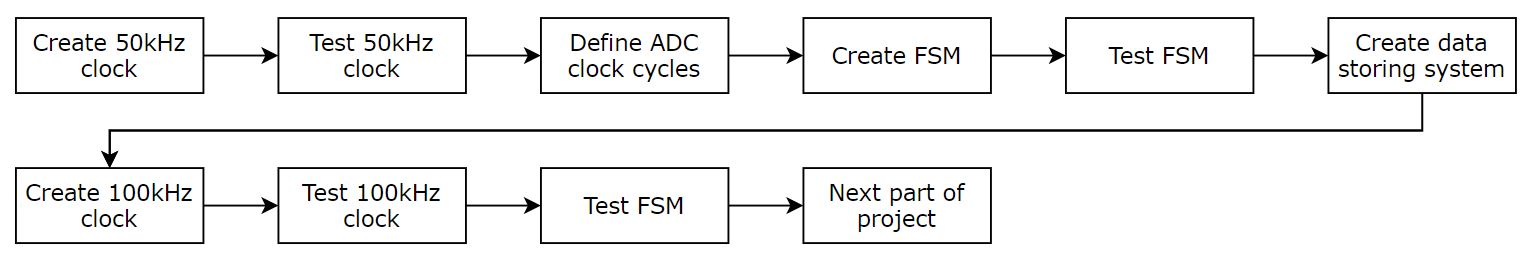 Create 50kHz
clock
Test 50kHz
clock
Define ADC
clock cycles
Create FSM
Test FSM
Create data
storing system
Create 100kHz
clock
Test 100kHz
clock
Test FSM
Next part of
project